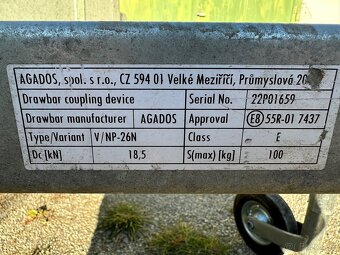 AGADOS, spol. s r.o., CZ 594 01 Velké Meziříčí, Průmyslová 20
Drawbar coupling device Serial No. 22P01659
Drawbar manufacturer AGADOS Approval E8 55R-01 7437
Type/Variant V/NP-26N Class E
Dc [kN] 18,5 S(max) [kg] 100